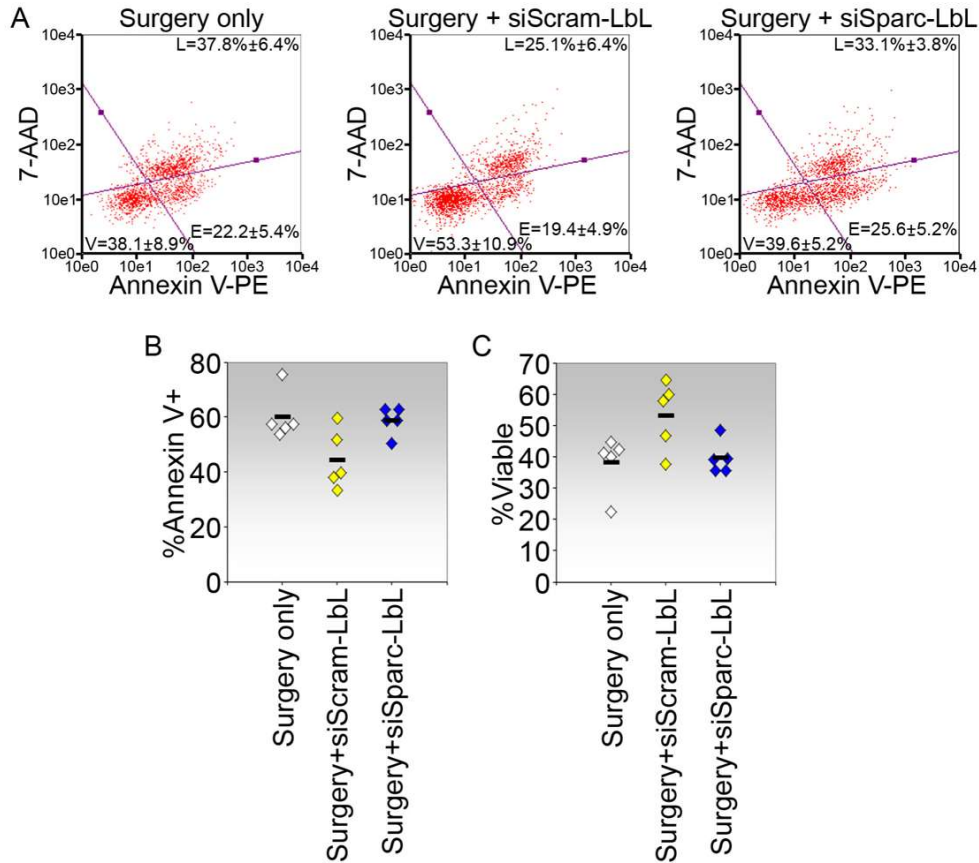 A
Surgery only
Surgery + siScram-LbL
Surgery + siSparc-LbL
10e4
10e3
10e2
10e1
10e0
7-AAD
L=37.8%±6.4%
V=38.1±8.9%
E=22.2±5.4%
10e0 10e1 10e2 10e3 10e4
Annexin V-PE
10e4
10e3
10e2
10e1
10e0
7-AAD
L=25.1%±6.4%
V=53.3±10.9%
E=19.4±4.9%
10e0 10e1 10e2 10e3 10e4
Annexin V-PE
10e4
10e3
10e2
10e1
10e0
7-AAD
L=33.1%±3.8%
V=39.6±5.2%
E=25.6±5.2%
10e0 10e1 10e2 10e3 10e4
Annexin V-PE
B
%Annexin V+
80
60
40
20
0
Surgery only
Surgery+siScram-LbL
Surgery+siSparc-LbL
C
%Viable
70
60
50
40
30
20
10
0
Surgery only
Surgery+siScram-LbL
Surgery+siSparc-LbL